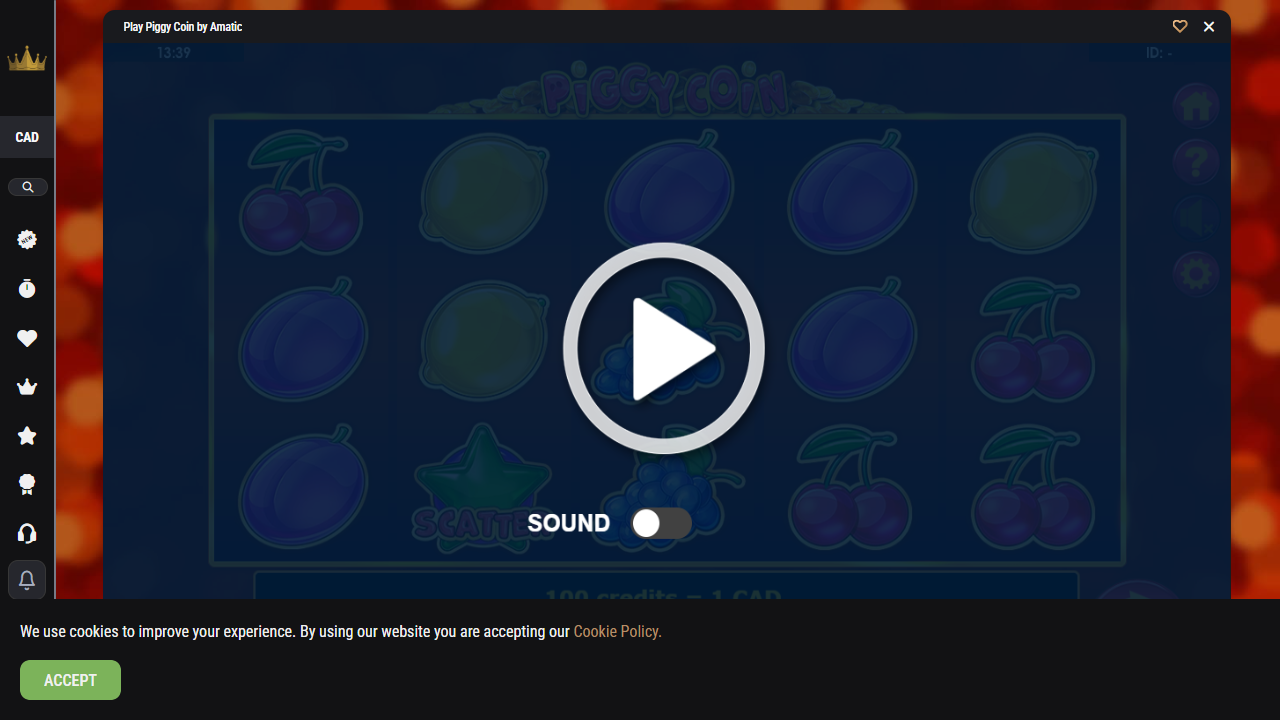 Play Piggy Coin by Amatic
13:39
ID: -
PIGGY COIN
CAD
NEW
SCATTER
SOUND
100 credits = 1 CAD
We use cookies to improve your experience. By using our website you are accepting our Cookie Policy.
ACCEPT